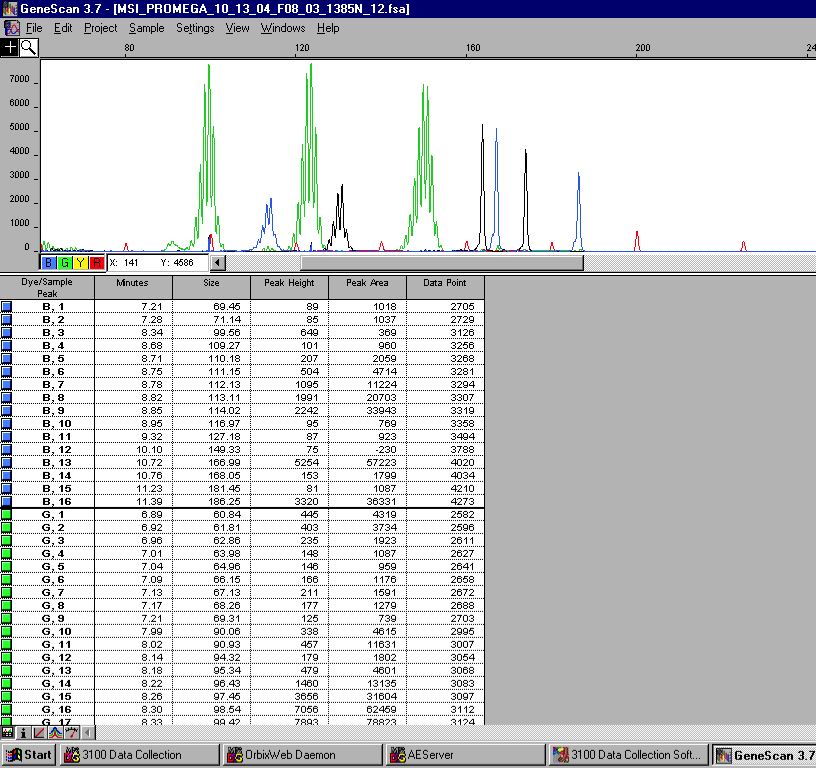 GeneScan 3.7 - [MSI_PROMEGA_10_13_04_F08_03_1385N_12.fsa]
File Edit Project Sample Settings View Windows Help
80 120 160 200 24
7000
6000
5000
4000
3000
2000
1000
0
B G Y R X: 141 Y: 4586
Dye/Sample Peak Minutes Size Peak Height Peak Area Data Point
B, 1 7.21 69.45 89 1018 2705
B, 2 7.28 71.14 85 1037 2729
B, 3 8.34 99.56 649 369 3126
B, 4 8.68 109.27 101 960 3256
B, 5 8.71 110.18 207 2059 3268
B, 6 8.75 111.15 504 4714 3281
B, 7 8.78 112.13 1095 11224 3294
B, 8 8.82 113.11 1991 20703 3307
B, 9 8.85 114.02 2242 33943 3319
B, 10 8.95 116.97 95 769 3358
B, 11 9.32 127.18 87 923 3494
B, 12 10.10 149.33 75 -230 3788
B, 13 10.72 166.99 5254 57223 4020
B, 14 10.76 168.05 153 1799 4034
B, 15 11.23 181.45 81 1087 4210
B, 16 11.39 186.25 3320 36331 4273
G, 1 6.89 60.84 445 4319 2582
G, 2 6.92 61.81 403 3734 2596
G, 3 6.96 62.86 235 1923 2611
G, 4 7.01 63.98 148 1087 2627
G, 5 7.04 64.96 146 959 2641
G, 6 7.09 66.15 166 1176 2658
G, 7 7.13 67.13 211 1591 2672
G, 8 7.17 68.26 177 1279 2688
G, 9 7.21 69.31 125 739 2703
G, 10 7.99 90.06 338 4615 2995
G, 11 8.02 90.93 457 11631 3007
G, 12 8.14 94.32 179 1802 3054
G, 13 8.18 95.34 479 4601 3068
G, 14 8.22 96.43 1460 13135 3083
G, 15 8.26 97.45 3656 31604 3097
G, 16 8.30 98.54 7056 62459 3112
G, 17 8.33 99.42 7893 78823 3124
Start 3100 Data Collection OrbixWeb Daemon AEServer 3100 Data Collection Soft... GeneScan 3.7